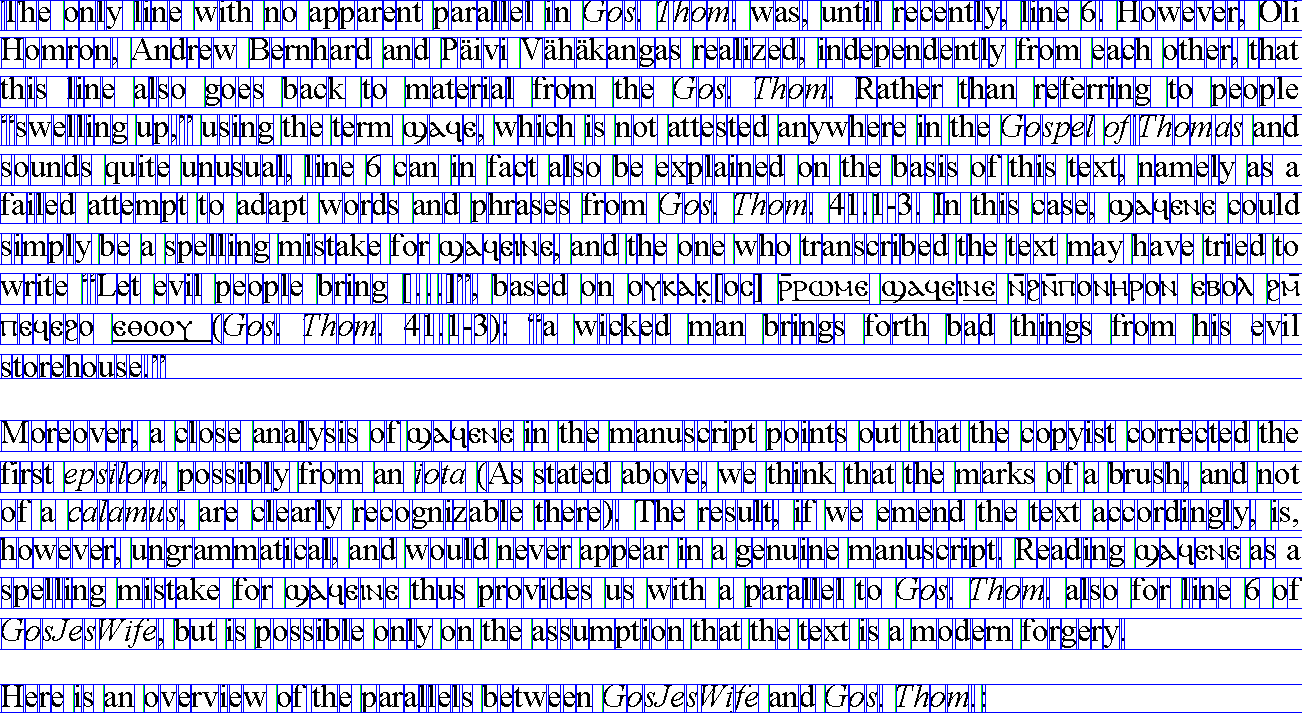 The only line with no apparent parallel in Gos. Thom. was, until recently, line 6. However, Oli
Homron, Andrew Bernhard and Päivi Vähäkangas realized, independently from each other, that
this line also goes back to material from the Gos. Thom. Rather than referring to people
“swelling up,” using the term ϣⲁϥⲉ, which is not attested anywhere in the Gospel of Thomas and
sounds quite unusual, line 6 can in fact also be explained on the basis of this text, namely as a
failed attempt to adapt words and phrases from Gos. Thom. 41.1-3. In this case, ϣⲁϥⲉⲛⲉ could
simply be a spelling mistake for ϣⲁϥⲉⲓⲛⲉ, and the one who transcribed the text may have tried to
write “Let evil people bring [...]”, based on ⲟⲩⲕⲁⲕ̣[ⲟⲥ] ⲣ̄ⲣⲱⲙⲉ ϣⲁϥⲉⲓⲛⲉ ⲛ̄ϩⲛ̄ⲡⲟⲛⲏⲣⲟⲛ ⲉⲃⲟⲗ ϩⲙ̄
ⲡⲉϥⲉϩⲟ ⲉⲑⲟⲟⲩ (Gos. Thom. 41.1-3): “a wicked man brings forth bad things from his evil
storehouse.”
Moreover, a close analysis of ϣⲁϥⲉⲛⲉ in the manuscript points out that the copyist corrected the
first epsilon, possibly from an iota (As stated above, we think that the marks of a brush, and not
of a calamus, are clearly recognizable there). The result, if we emend the text accordingly, is,
however, ungrammatical, and would never appear in a genuine manuscript. Reading ϣⲁϥⲉⲛⲉ as a
spelling mistake for ϣⲁϥⲉⲓⲛⲉ thus provides us with a parallel to Gos. Thom. also for line 6 of
GosJesWife, but is possible only on the assumption that the text is a modern forgery.
Here is an overview of the parallels between GosJesWife and Gos. Thom.: